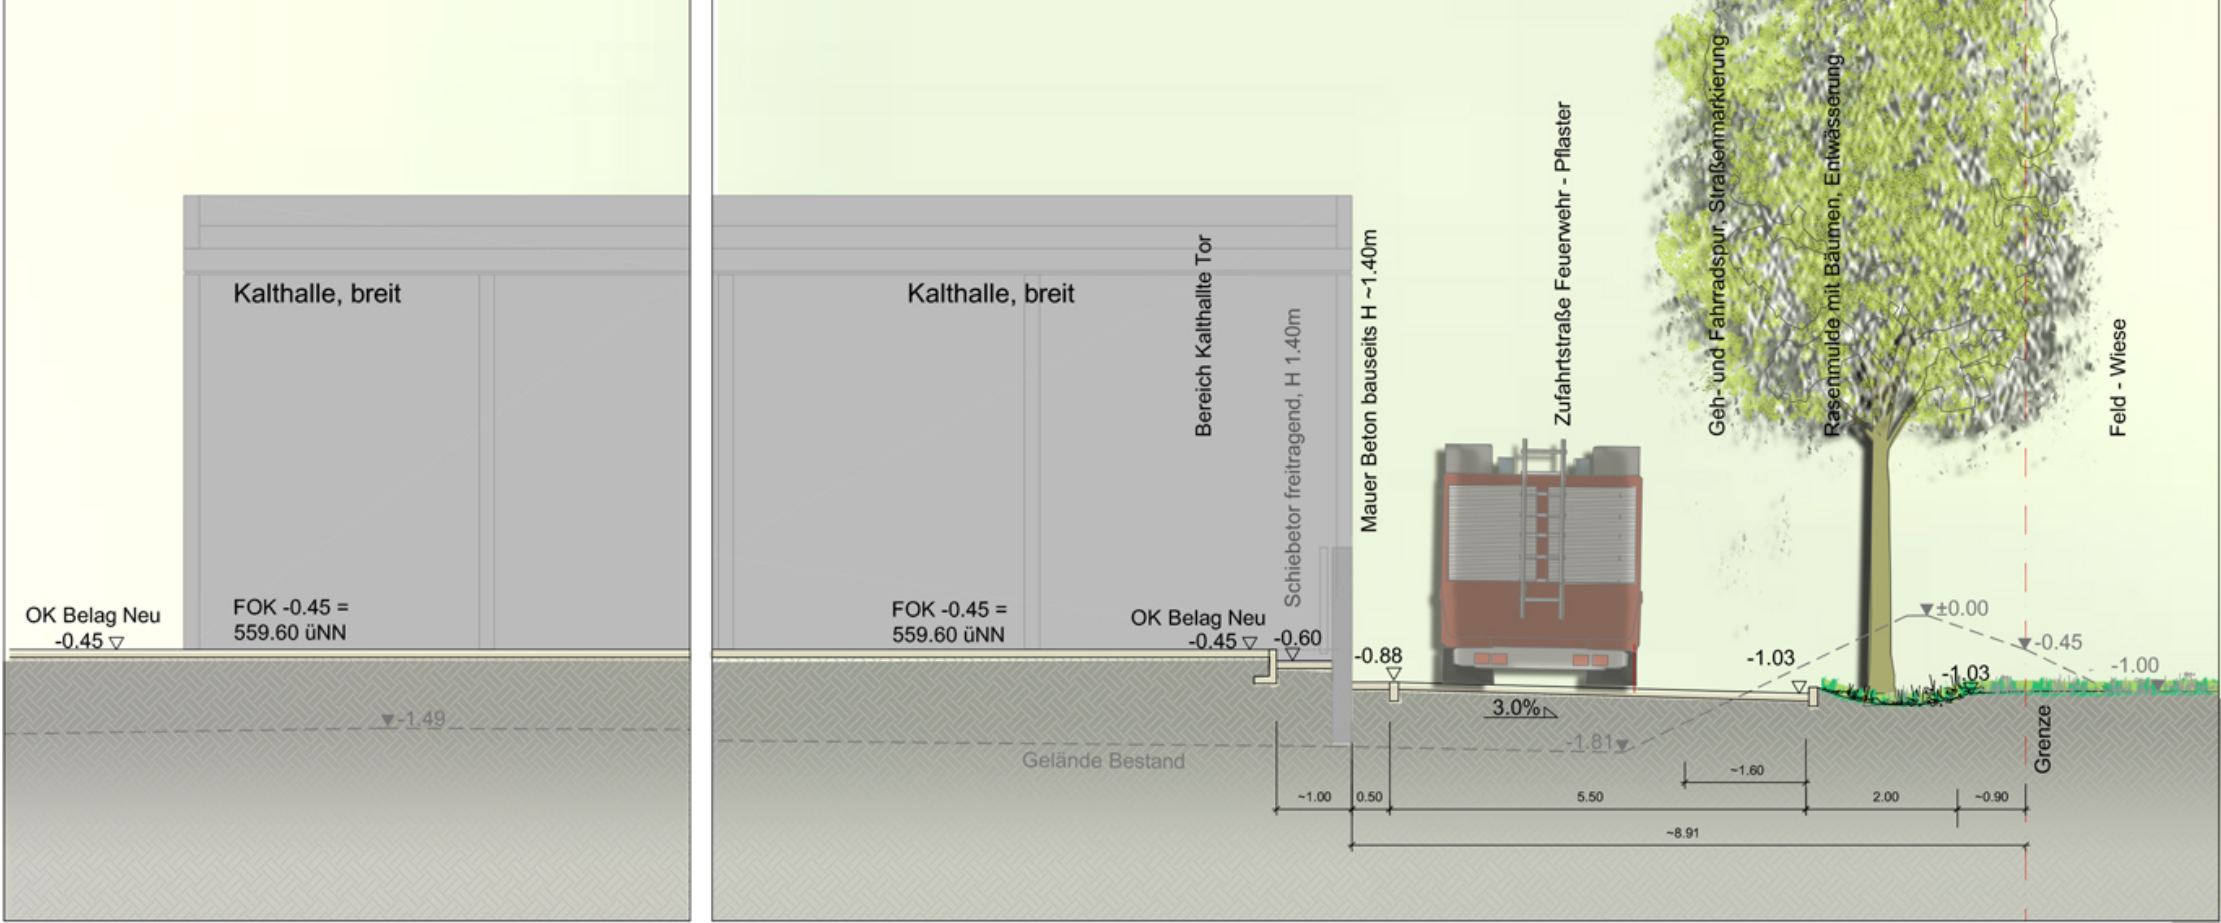 Kalthalle, breit
Kalthalle, breit
Bereich Kalthallte Tor
Schiebetor freitragend, H 1.40m
Mauer Beton bauseits H ~1.40m
Zufahrtstraße Feuerwehr - Pflaster
Geh- und Fahrradspur, Straßenmarkierung
Rasenmulde mit Bäumen, Entwässerung
Feld - Wiese
OK Belag Neu
-0.45
FOK -0.45 =
559.60 üNN
FOK -0.45 =
559.60 üNN
OK Belag Neu
-0.45
-0.60
-0.88
-1.03
±0.00
-0.45
-1.00
-1.03
3.0%
-1.49
-1.81
Gelände Bestand
Grenze
~1.60
~1.00
0.50
5.50
2.00
~0.90
~8.91